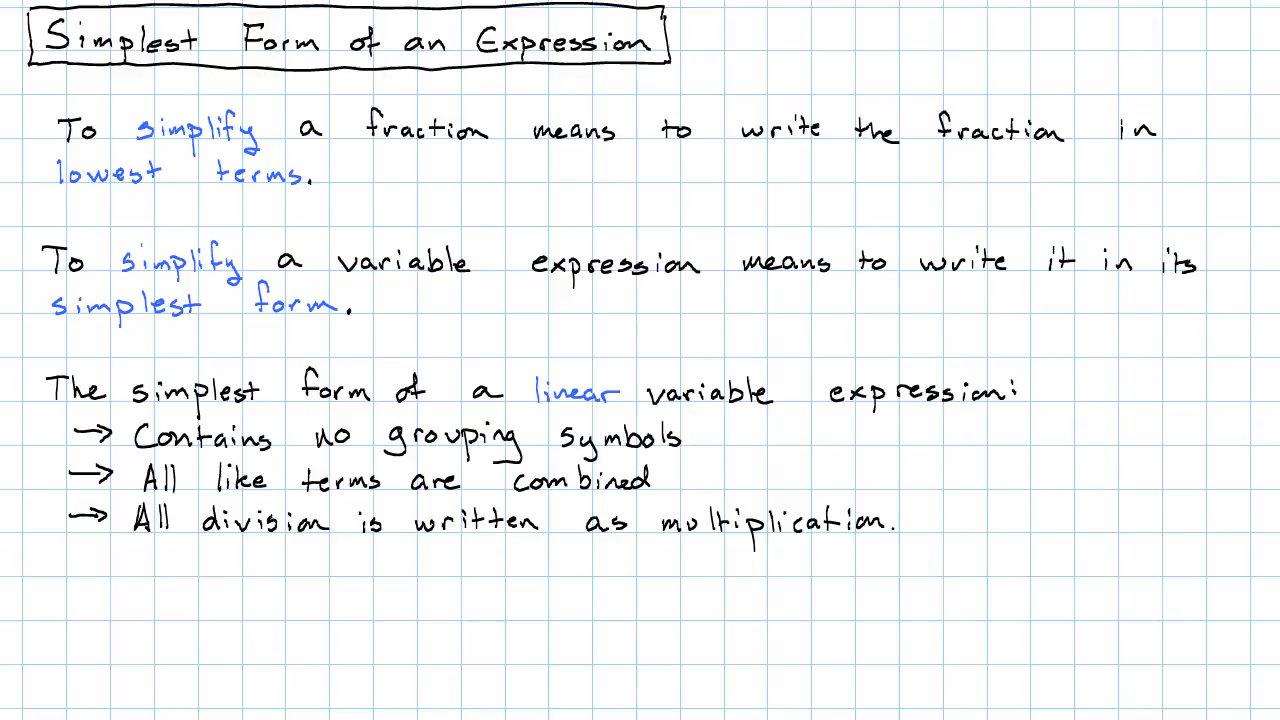 Simplest Form of an Expression
To simplify a fraction means to write the fraction in
lowest terms.
To simplify a variable expression means to write it in its
simplest form.
The simplest form of a linear variable expression:
→ Contains no grouping symbols
→ All like terms are combined
→ All division is written as multiplication.